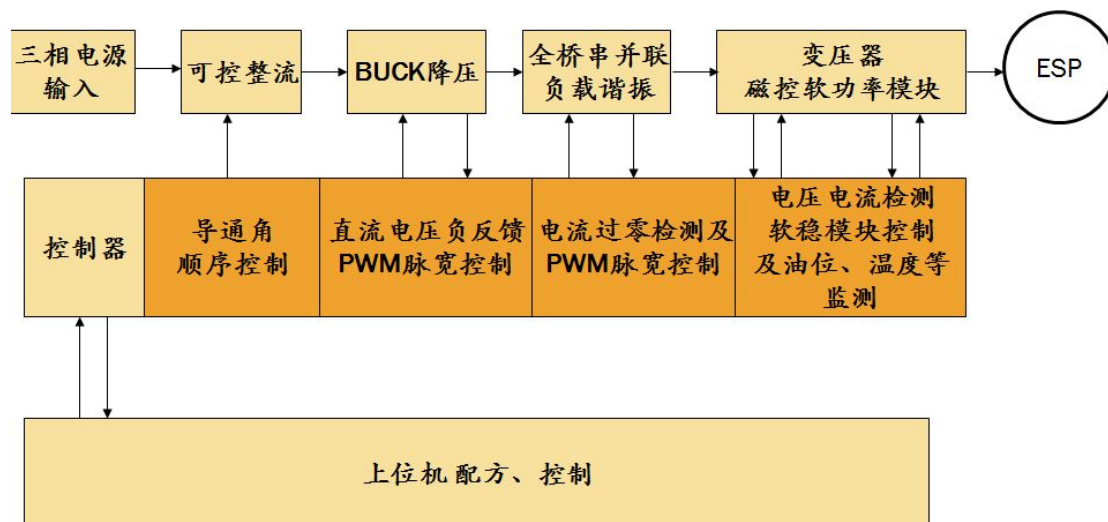 三相电源
输入
可控整流
BUCK降压
全桥串并联
负载谐振
变压器
磁控软功率模块
ESP
控制器
导通角
顺序控制
直流电压负反馈
PWM脉宽控制
电流过零检测及
PWM脉宽控制
电压电流检测
软稳模块控制
及油位、温度等
监测
上位机 配方、控制